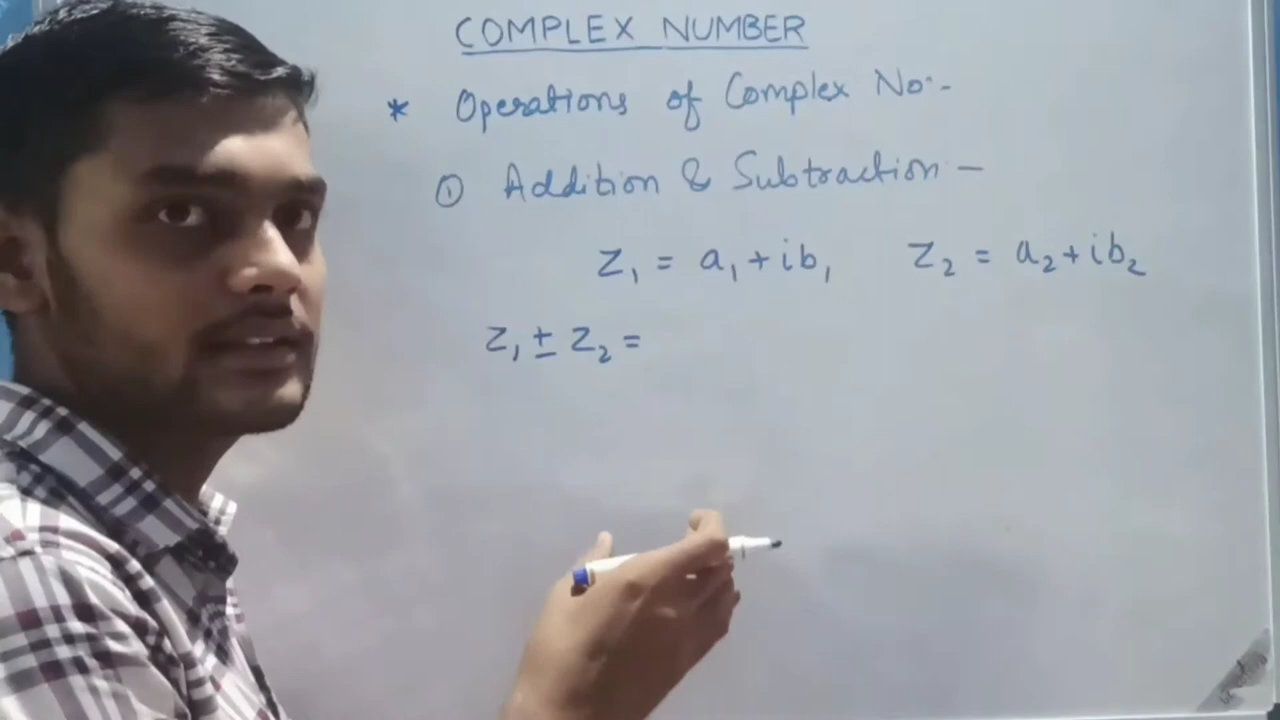 COMPLEX NUMBER
* Operations of Complex No:-
① Addition & Subtraction -
z₁ = a₁ + ib₁ z₂ = a₂ + ib₂
z₁ ± z₂ =